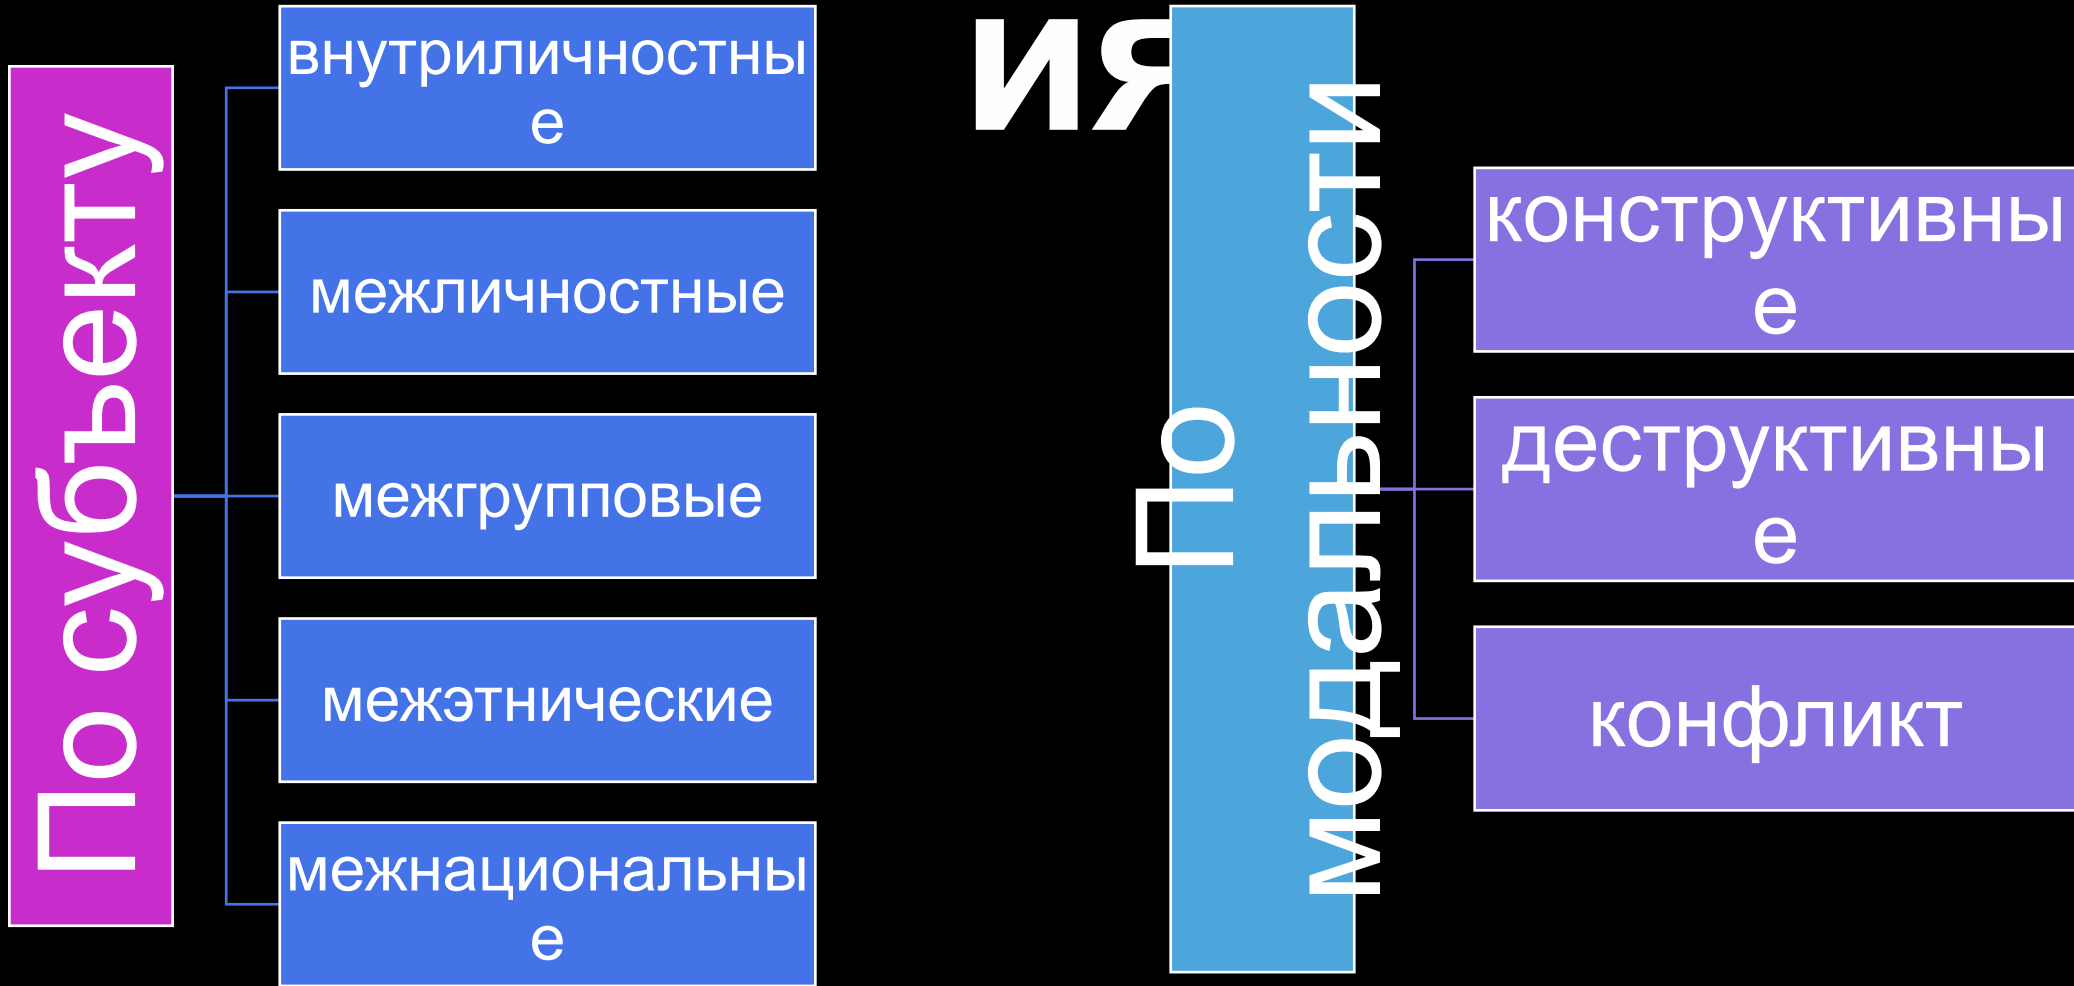 ия
По субъекту
внутриличностны
е
межличностные
межгрупповые
межэтнические
межнациональны
е
По
модальности
конструктивны
е
деструктивны
е
конфликт